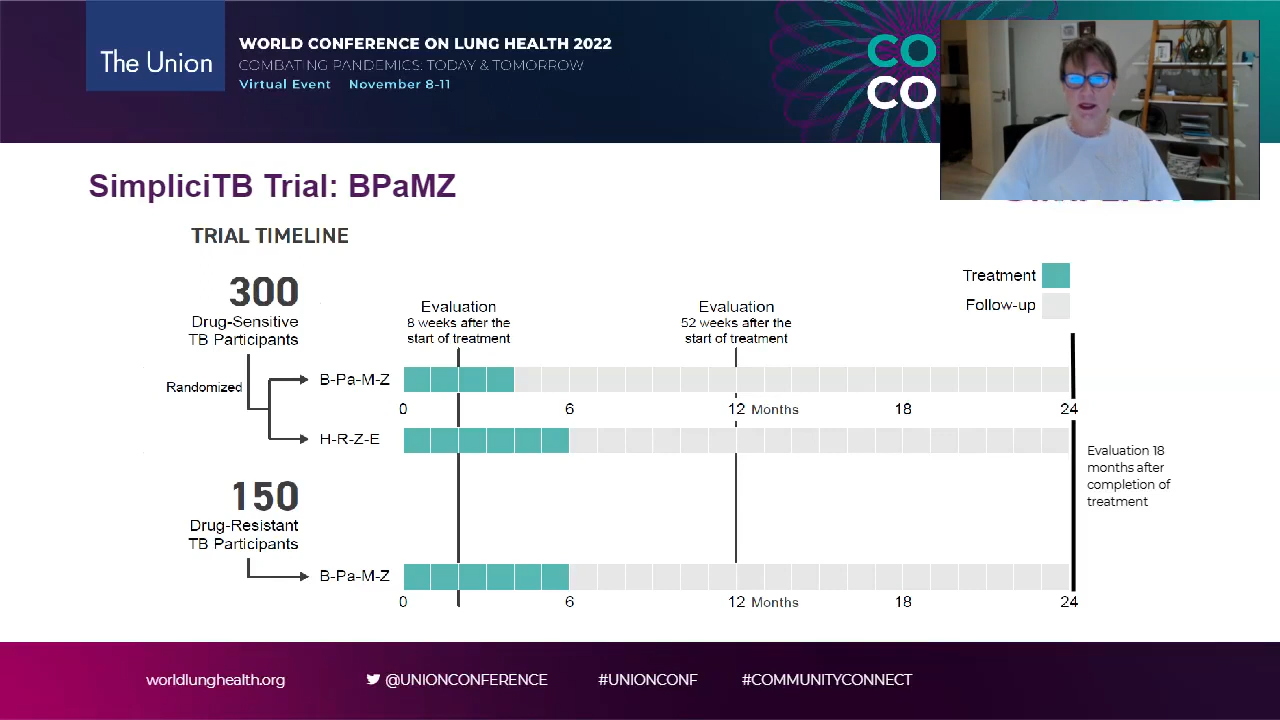 The Union
WORLD CONFERENCE ON LUNG HEALTH 2022
COMBATING PANDEMICS: TODAY & TOMORROW
Virtual Event November 8-11
CO
CO
SimpliciTB Trial: BPaMZ
TRIAL TIMELINE
300
Drug-Sensitive
TB Participants
Randomized
Evaluation
8 weeks after the
start of treatment
Evaluation
52 weeks after the
start of treatment
Treatment
Follow-up
B-Pa-M-Z
0 6 12 Months 18 24
H-R-Z-E
Evaluation 18
months after
completion of
treatment
150
Drug-Resistant
TB Participants
B-Pa-M-Z
0 6 12 Months 18 24
worldlunghealth.org
@UNIONCONFERENCE
#UNIONCONF
#COMMUNITYCONNECT